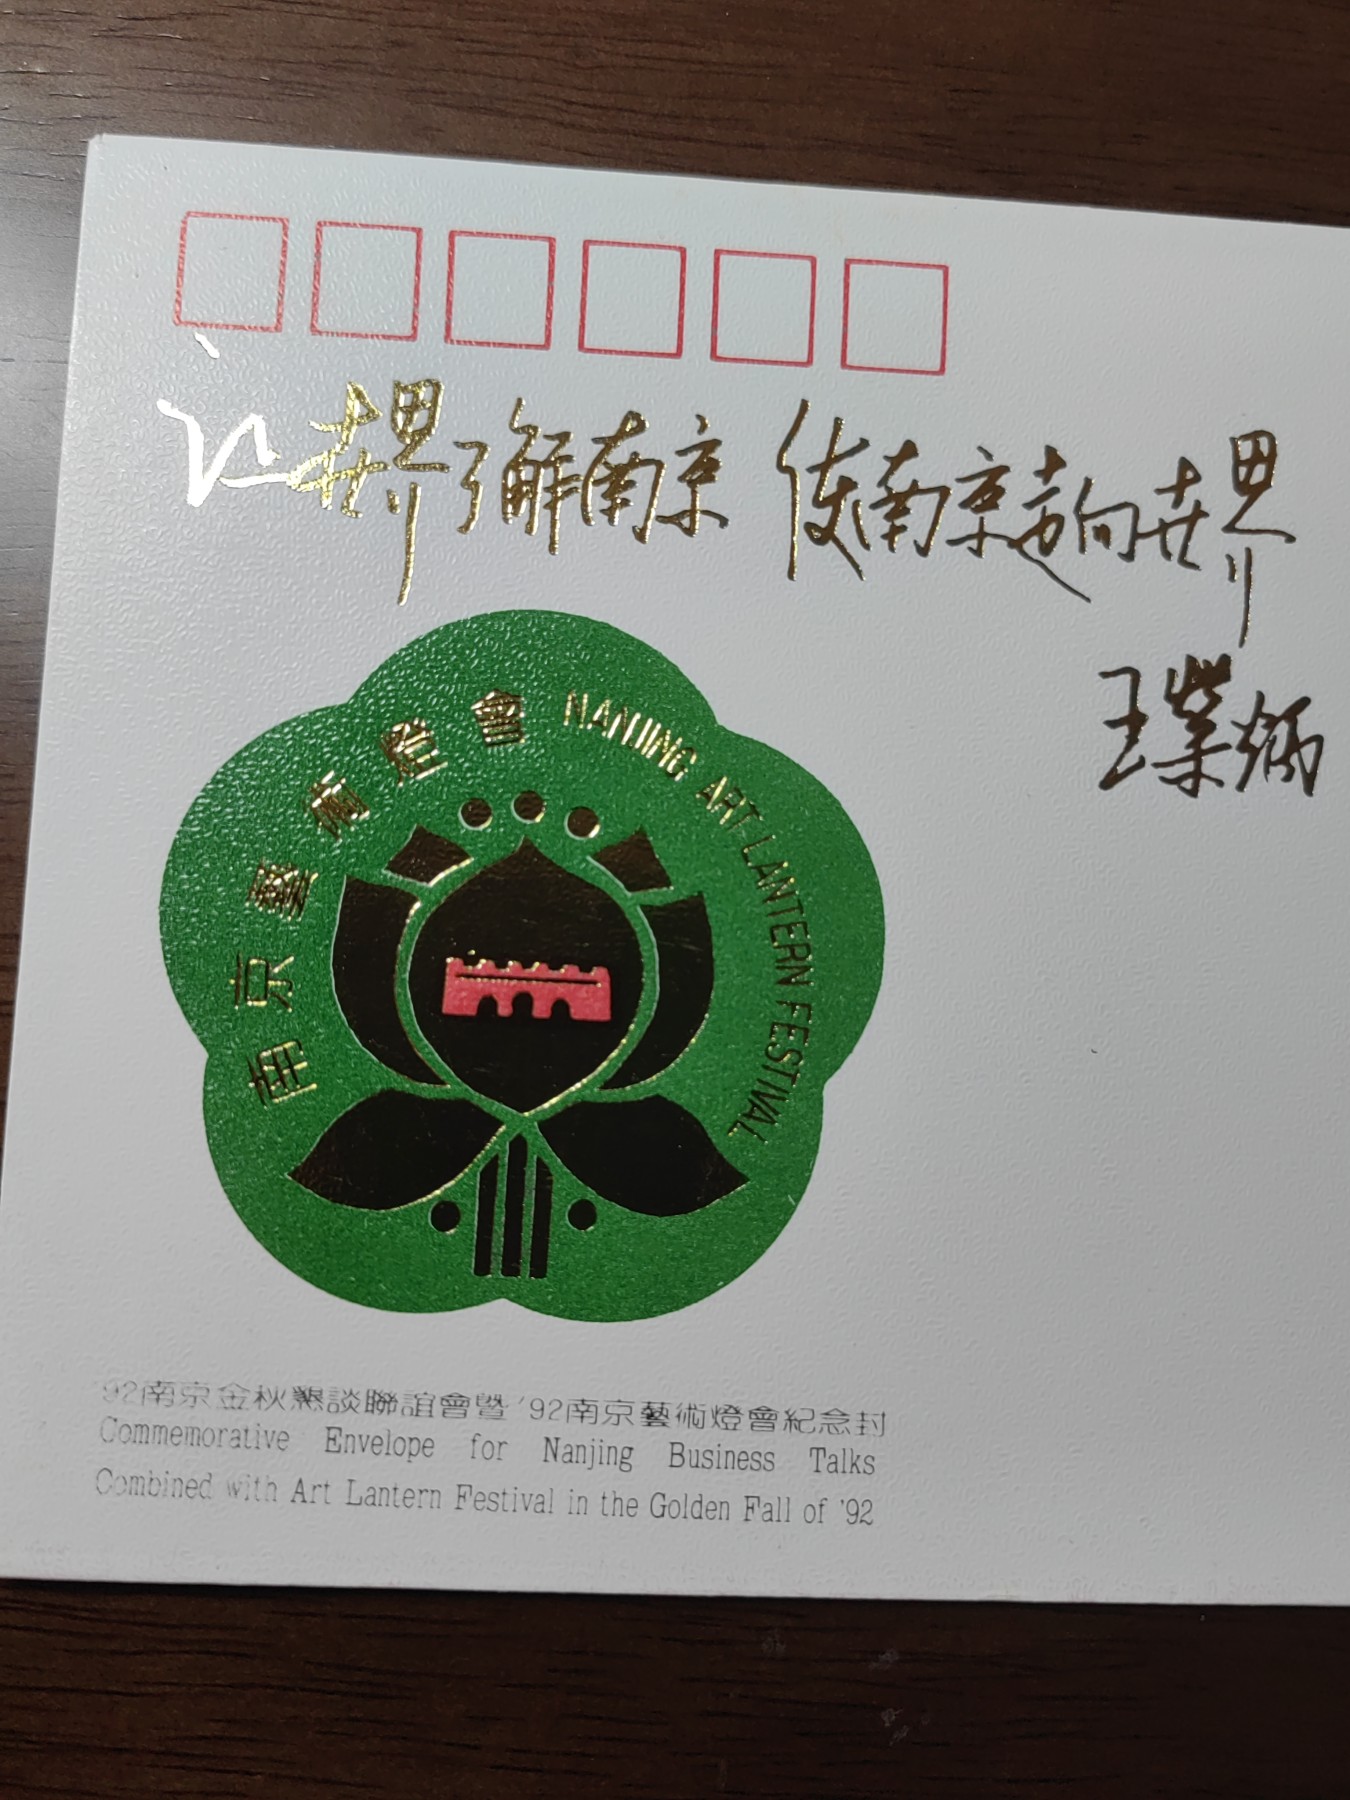 让世界了解南京 使南京走向世界
王荣炳
南京藝術燈會 NANJING ART LANTERN FESTIVAL
'92南京金秋懇談聯誼會暨'92南京藝術燈會紀念封
Commemorative Envelope for Nanjing Business Talks
Combined with Art Lantern Festival in the Golden Fall of '92